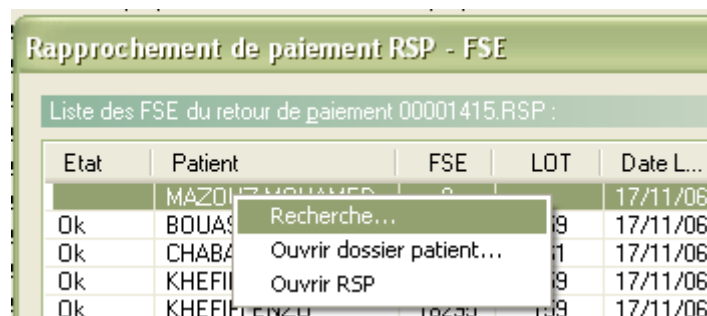 Rapprochement de paiement RSP - FSE
Liste des FSE du retour de paiement 00001415.RSP :
Etat Patient FSE LOT Date L...
17/11/06
Recherche...
Ok 17/11/06
Ouvrir dossier patient...
Ok 17/11/06
Ouvrir RSP
Ok 17/11/06
Ok 17/11/06